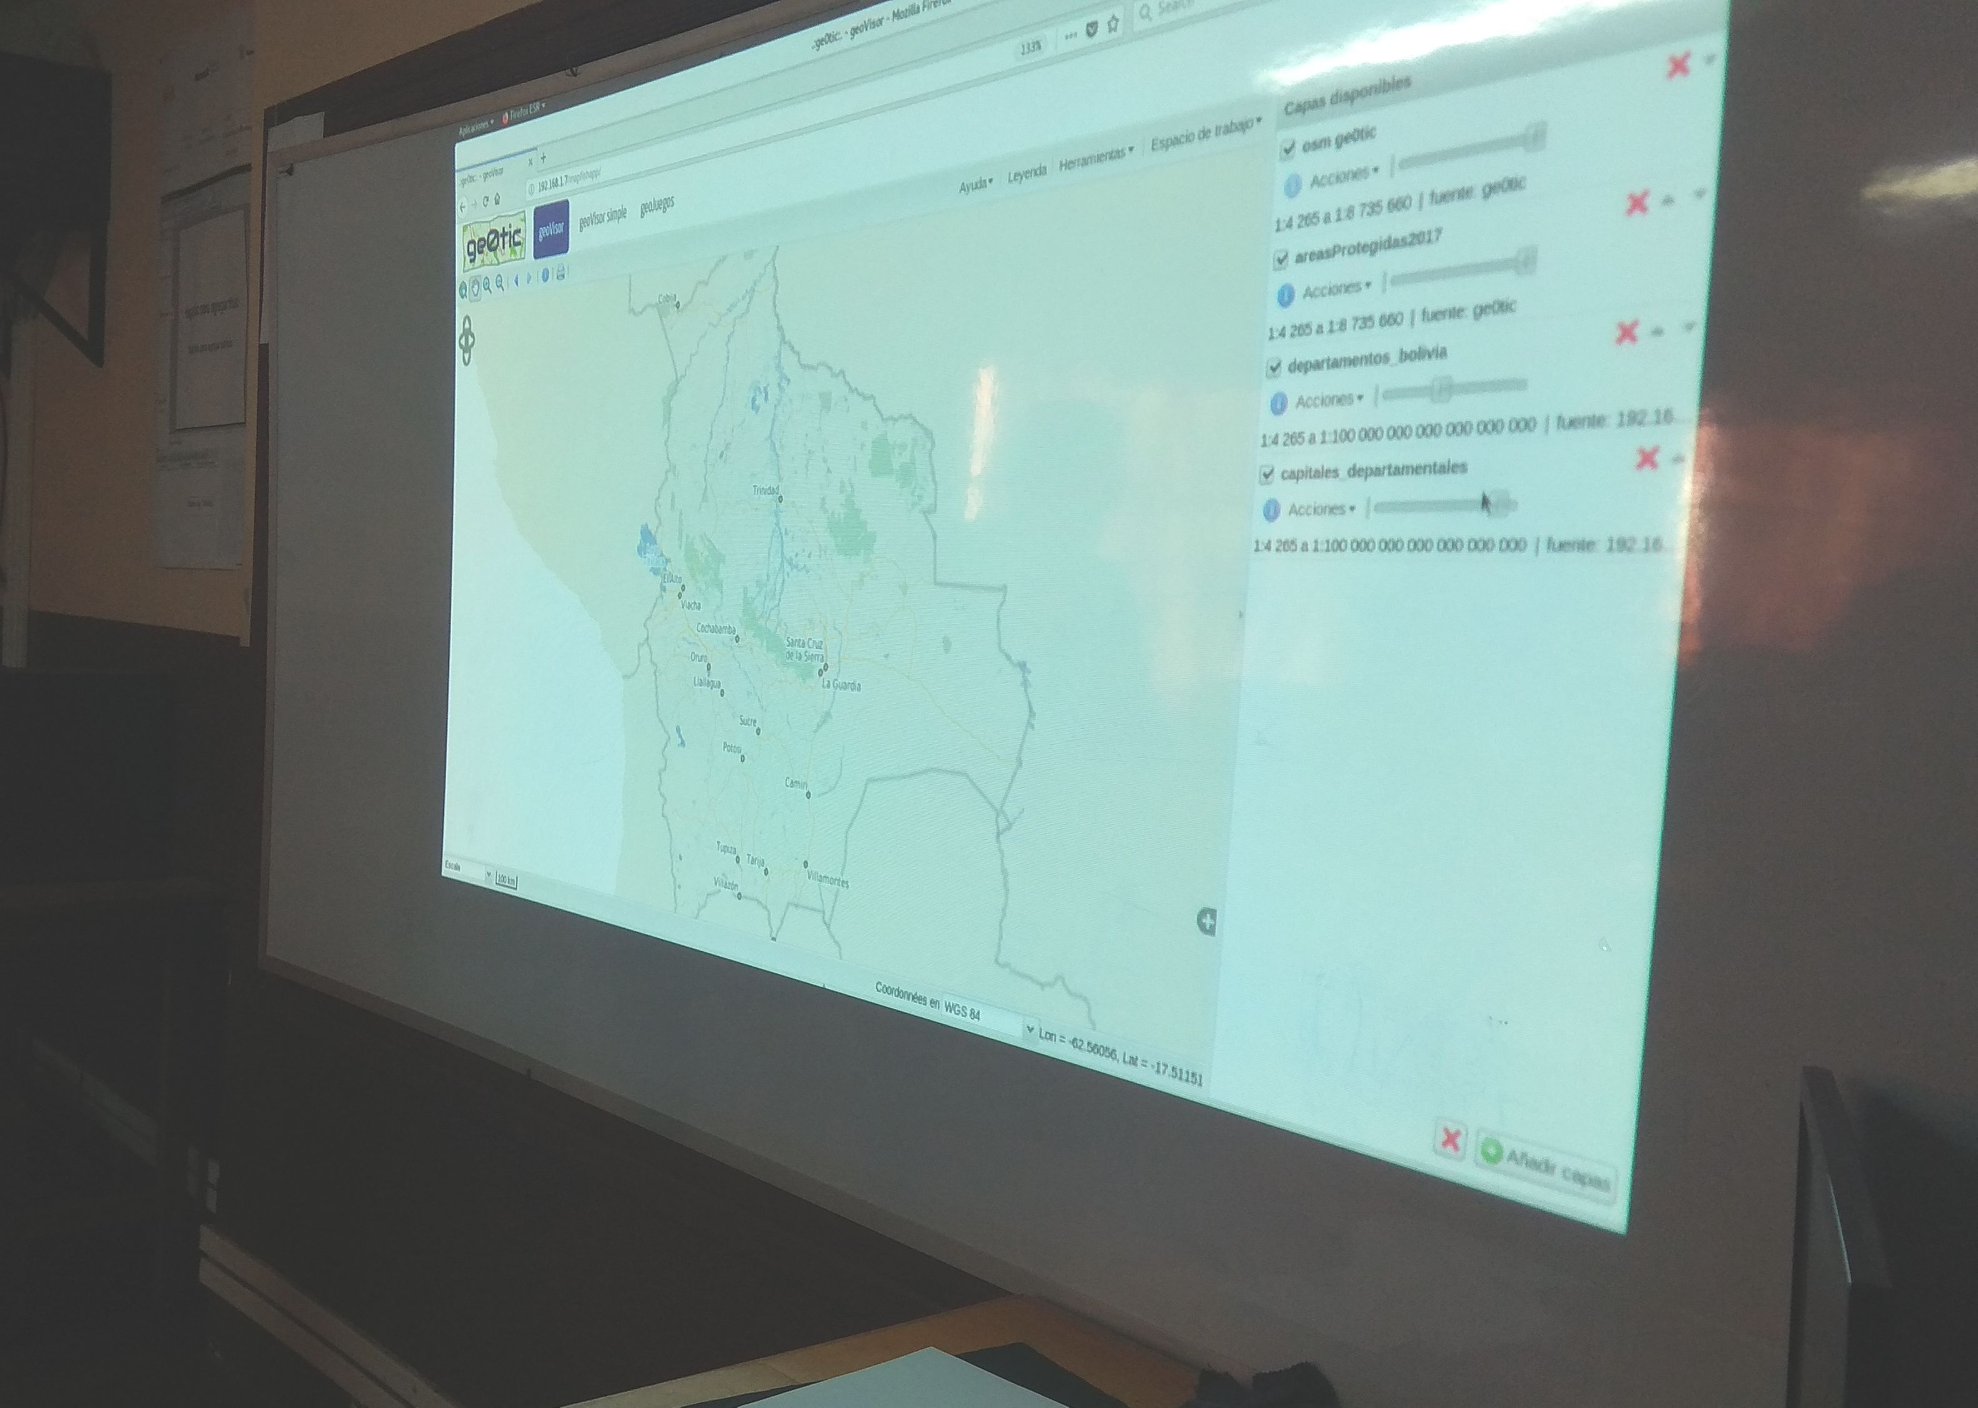 .:ge0tic:. - geoVisor - Mozilla Firefox
Aplicaciones
Firefox ESR
.:ge0tic:. - geoVisor
133%
Search
192.168.1.7/mapfishapp/
ge0tic
geoVisor
geoVisor simple
geoJuegos
Ayuda
Leyenda
Herramientas
Espacio de trabajo
Capas disponibles
osm ge0tic
Acciones
1:4 265 a 1:8 735 660 | fuente: ge0tic
areasProtegidas2017
Acciones
1:4 265 a 1:8 735 660 | fuente: ge0tic
departamentos_bolivia
Acciones
1:4 265 a 1:100 000 000 000 000 000 000 | fuente: 192.16...
capitales_departamentales
Acciones
1:4 265 a 1:100 000 000 000 000 000 000 | fuente: 192.16...
Cobija
Trinidad
El Alto
Viacha
Cochabamba
Santa Cruz
de la Sierra
Oruro
La Guardia
Llallagua
Sucre
Potosí
Camiri
Tupiza
Tarija
Villamontes
Villazón
Escala
100 km
Coordonnées en WGS 84
Lon = -62.56056, Lat = -17.51151
Añadir capas